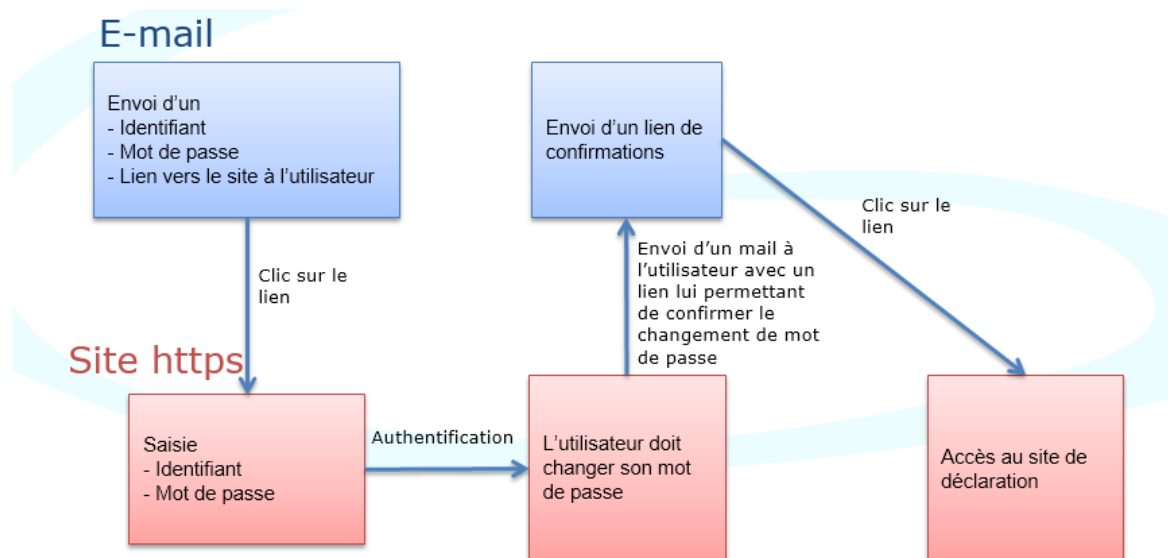 E-mail
Envoi d’un
- Identifiant
- Mot de passe
- Lien vers le site à l’utilisateur
Envoi d’un lien de
confirmations
Clic sur le
lien
Clic sur le
lien
Envoi d’un mail à
l’utilisateur avec un
lien lui permettant
de confirmer le
changement de mot
de passe
Site https
Saisie
- Identifiant
- Mot de passe
Authentification
L’utilisateur doit
changer son mot
de passe
Accès au site de
déclaration